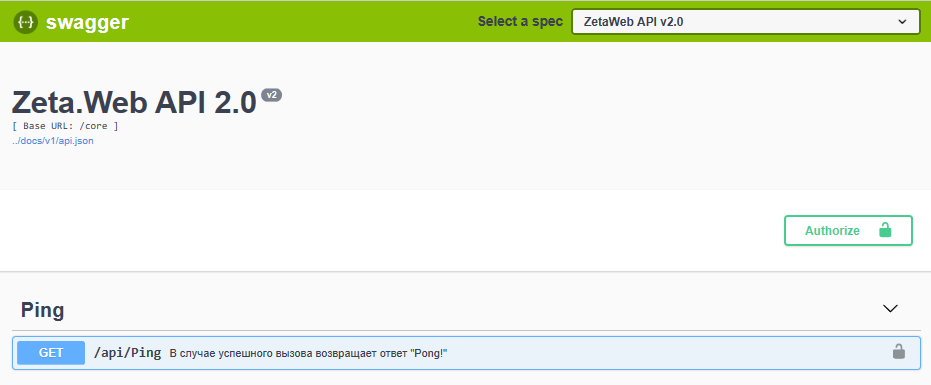 swagger
Select a spec
ZetaWeb API v2.0
Zeta.Web API 2.0 v2
[ Base URL: /core ]
../docs/v1/api.json
Authorize
Ping
GET /api/Ping В случае успешного вызова возвращает ответ "Pong!"